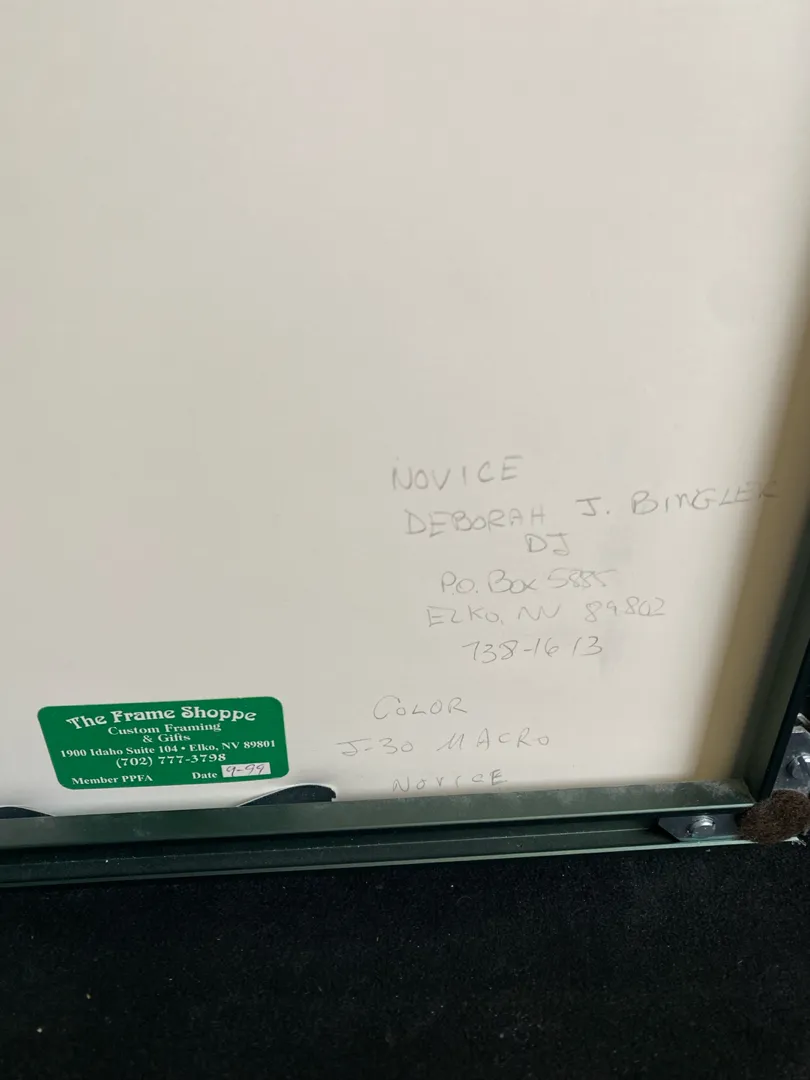 NOVICE
DEBORAH J. BINGLER
DJ
P.O. Box 5885
ELKO, NV 89802
738-1613
COLOR
J-30 MACRO
NOVICE
The Frame Shoppe
Custom Framing
& Gifts
1900 Idaho Suite 104 • Elko, NV 89801
(702) 777-3798
Member PPFA Date 9-99